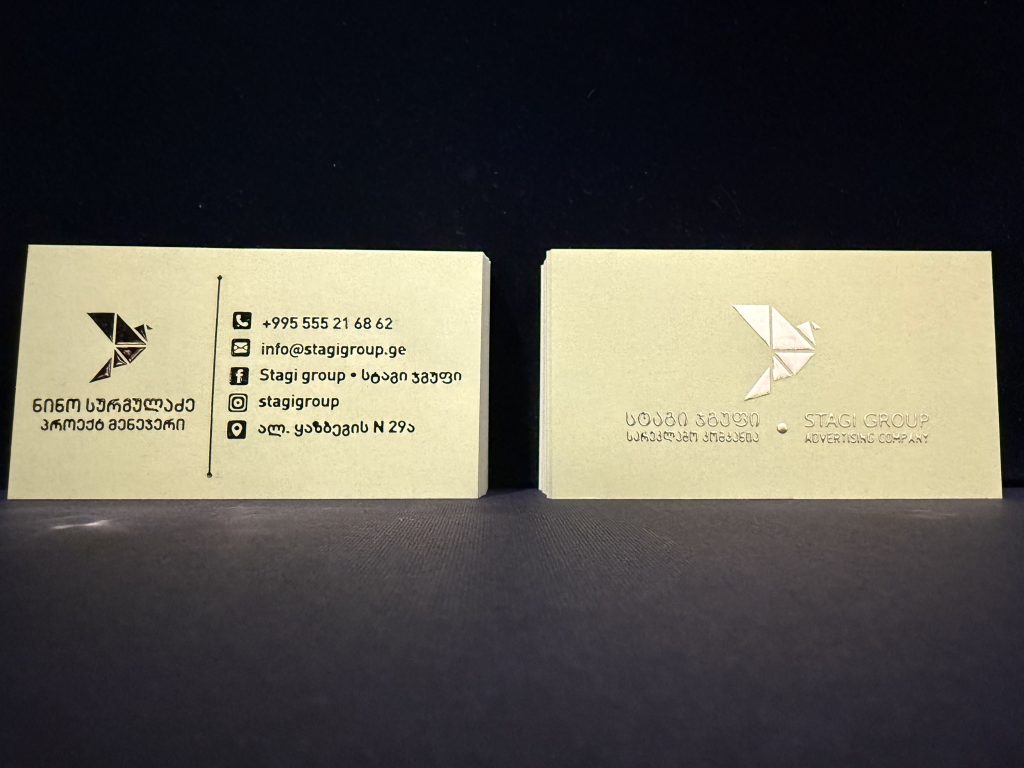 ნინო სურგულაძე
პროექტ მენეჯერი
+995 555 21 68 62
info@stagigroup.ge
Stagi group • სტაგი ჯგუფი
stagigroup
ალ. ყაზბეგის N 29ა
სტაგი ჯგუფი
სარეკლამო კომპანია
STAGI GROUP
ADVERTISING COMPANY